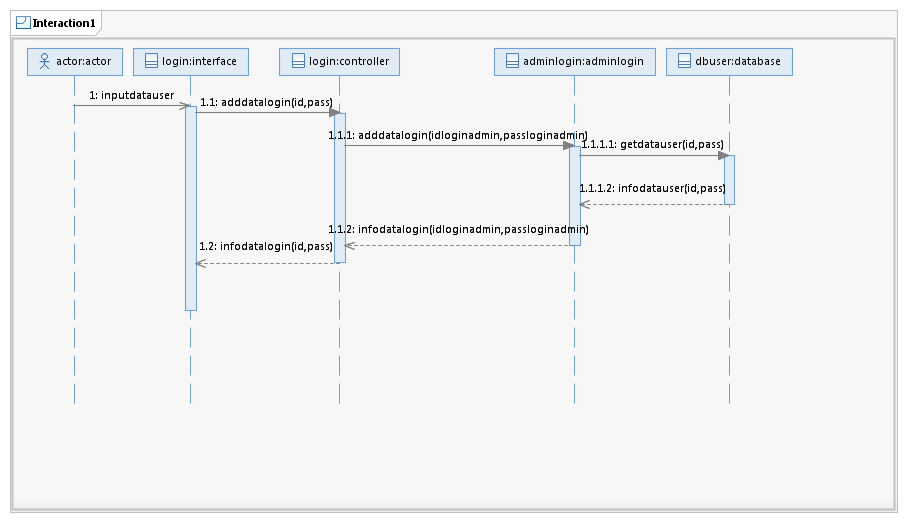 Interaction1
actor:actor
login:interface
login:controller
adminlogin:adminlogin
dbuser:database
1: inputdatauser
1.1: adddatalogin(id,pass)
1.1.1: adddatalogin(idloginadmin,passloginadmin)
1.1.1.1: getdatauser(id,pass)
1.1.1.2: infodatauser(id,pass)
1.1.2: infodatalogin(idloginadmin,passloginadmin)
1.2: infodatalogin(id,pass)